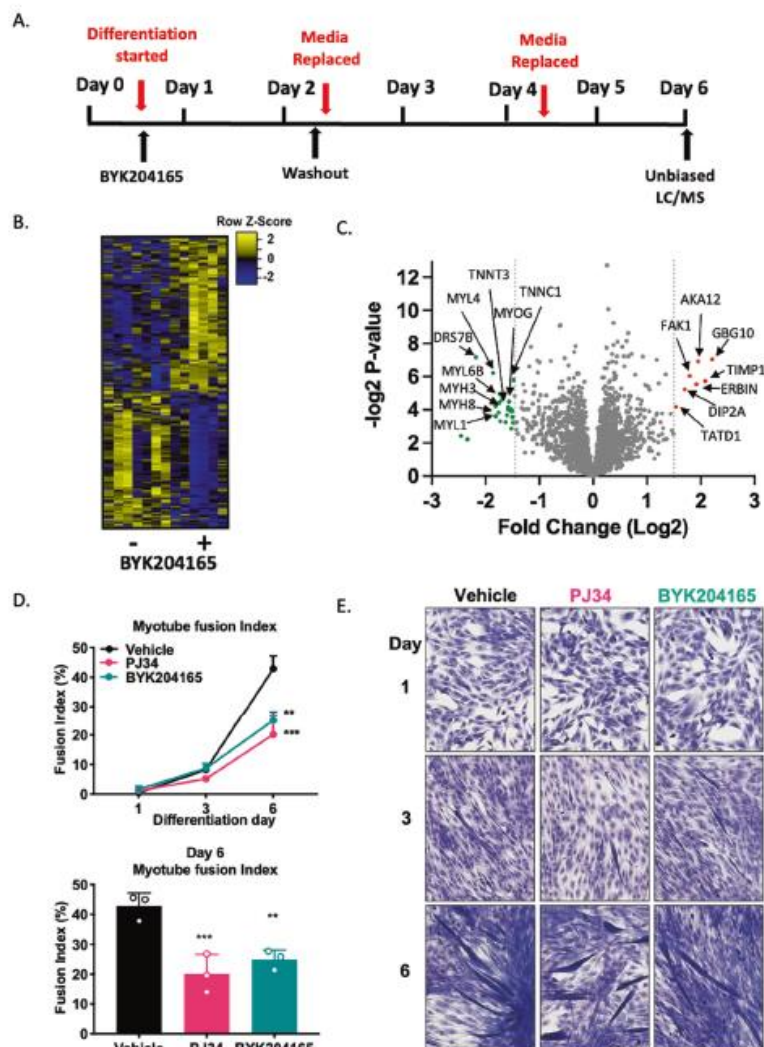 A.
Differentiation started
Media Replaced
Media Replaced
Day 0
Day 1
Day 2
Day 3
Day 4
Day 5
Day 6
BYK204165
Washout
Unbiased LC/MS
B.
Row Z-Score
2
0
-2
- +
BYK204165
C.
-log2 P-value
12
10
8
6
4
2
0
TNNT3
TNNC1
MYL4
MYOG
DRS7B
MYL6B
MYH3
MYH8
MYL1
AKA12
FAK1
GBG10
TIMP1
ERBIN
DIP2A
TATD1
-3 -2 -1 0 1 2 3
Fold Change (Log2)
D.
Myotube fusion Index
Vehicle
PJ34
BYK204165
Fusion Index (%)
50
40
30
20
10
0
**
***
1 3 6
Differentiation day
Day 6
Myotube fusion Index
Fusion Index (%)
50
40
30
20
10
0
***
**
Vehicle PJ34 BYK204165
E.
Vehicle PJ34 BYK204165
Day
1
3
6